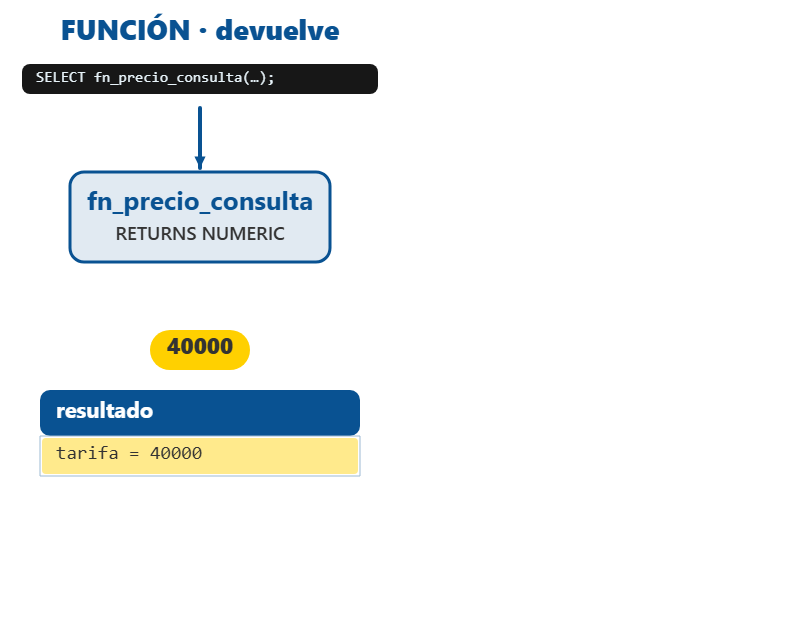 FUNCIÓN · devuelve
SELECT fn_precio_consulta(…);
fn_precio_consulta
RETURNS NUMERIC
40000
resultado
tarifa = 40000